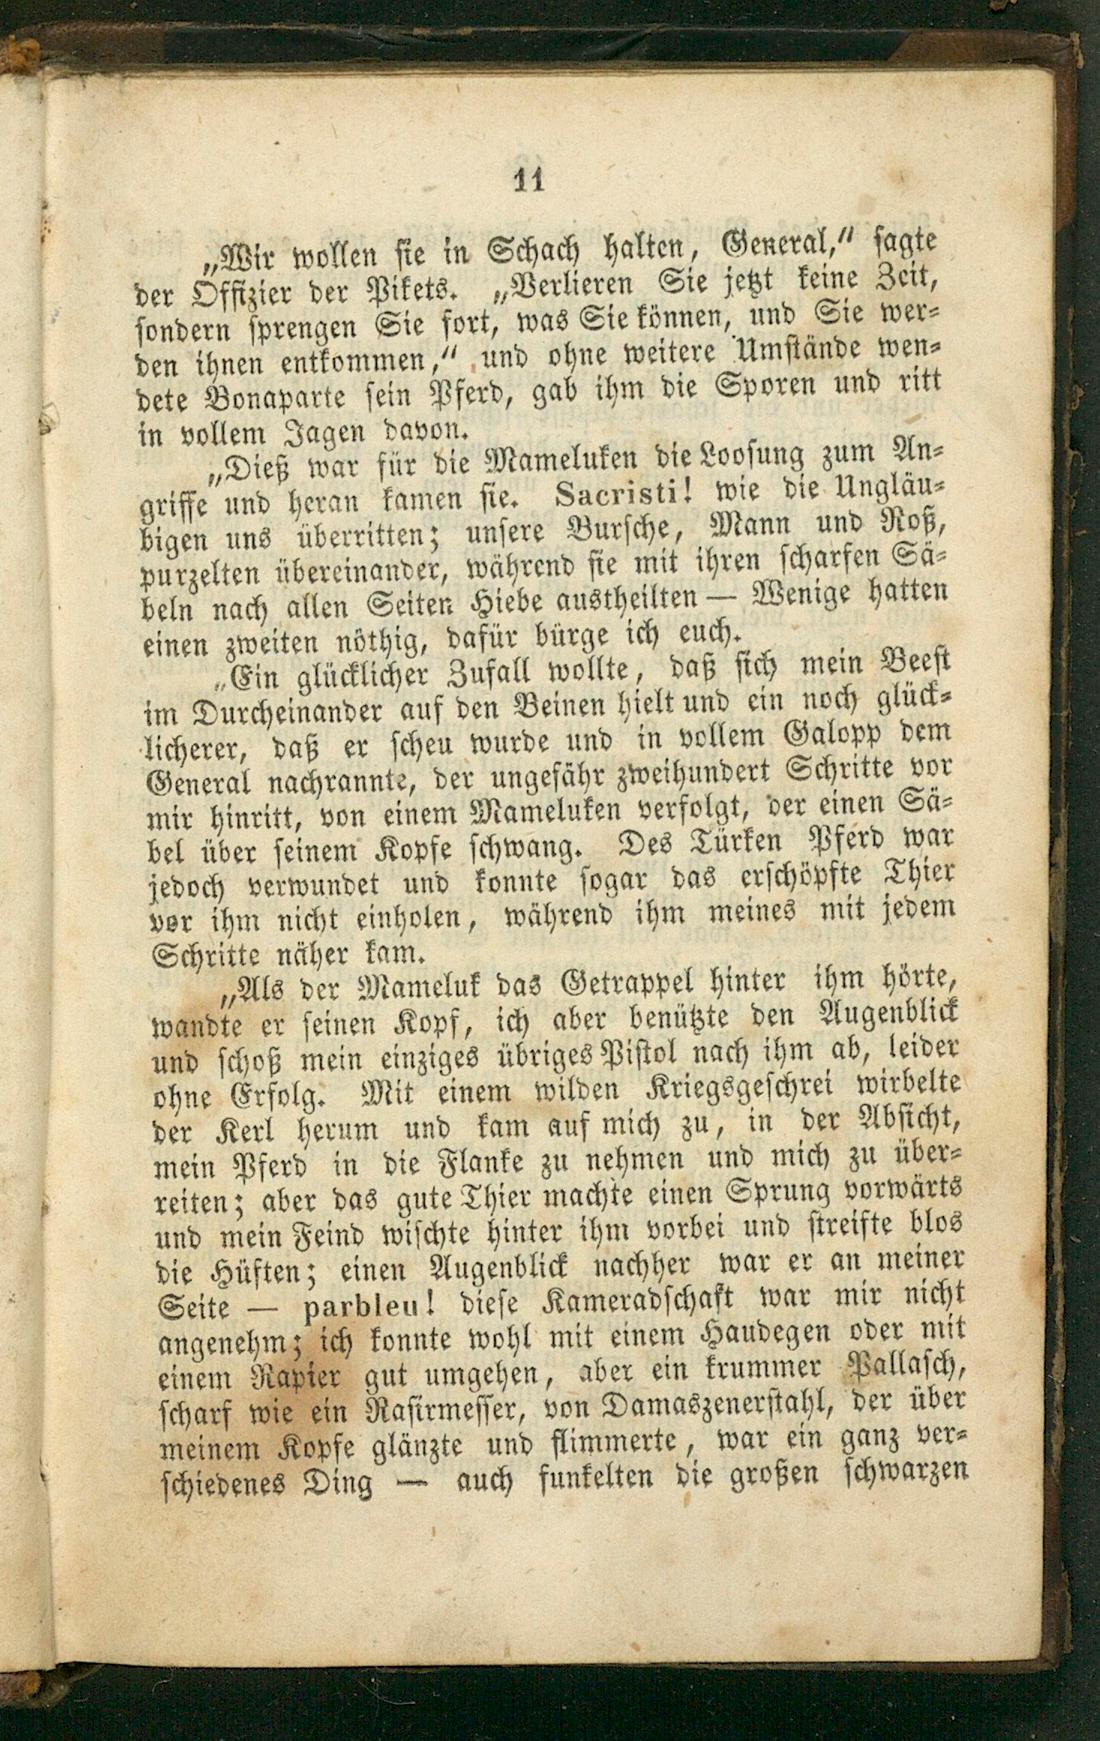 11
„Wir wollen sie in Schach halten, General,“ sagte
der Offizier der Pikets. „Verlieren Sie jetzt keine Zeit,
sondern sprengen Sie fort, was Sie können, und Sie wer-
den ihnen entkommen,“ und ohne weitere Umstände wen-
dete Bonaparte sein Pferd, gab ihm die Sporen und ritt
in vollem Jagen davon.
„Dieß war für die Mameluken die Loosung zum An-
griffe und heran kamen sie. Sacristi! wie die Ungläu-
bigen uns überritten; unsere Bursche, Mann und Roß,
purzelten übereinander, während sie mit ihren scharfen Sä-
beln nach allen Seiten Hiebe austheilten — Wenige hatten
einen zweiten nöthig, dafür bürge ich euch.
„Ein glücklicher Zufall wollte, daß sich mein Beest
im Durcheinander auf den Beinen hielt und ein noch glück-
licherer, daß er scheu wurde und in vollem Galopp dem
General nachrannte, der ungefähr zweihundert Schritte vor
mir hinritt, von einem Mameluken verfolgt, der einen Sä-
bel über seinem Kopfe schwang. Des Türken Pferd war
jedoch verwundet und konnte sogar das erschöpfte Thier
vor ihm nicht einholen, während ihm meines mit jedem
Schritte näher kam.
„Als der Mameluk das Getrappel hinter ihm hörte,
wandte er seinen Kopf, ich aber benützte den Augenblick
und schoß mein einziges übriges Pistol nach ihm ab, leider
ohne Erfolg. Mit einem wilden Kriegsgeschrei wirbelte
der Kerl herum und kam auf mich zu, in der Absicht,
mein Pferd in die Flanke zu nehmen und mich zu über-
reiten; aber das gute Thier machte einen Sprung vorwärts
und mein Feind wischte hinter ihm vorbei und streifte blos
die Hüften; einen Augenblick nachher war er an meiner
Seite — parbleu! diese Kameradschaft war mir nicht
angenehm; ich konnte wohl mit einem Haudegen oder mit
einem Rapier gut umgehen, aber ein krummer Pallasch,
scharf wie ein Rasirmesser, von Damaszenerstahl, der über
meinem Kopfe glänzte und flimmerte, war ein ganz ver-
schiedenes Ding — auch funkelten die großen schwarzen